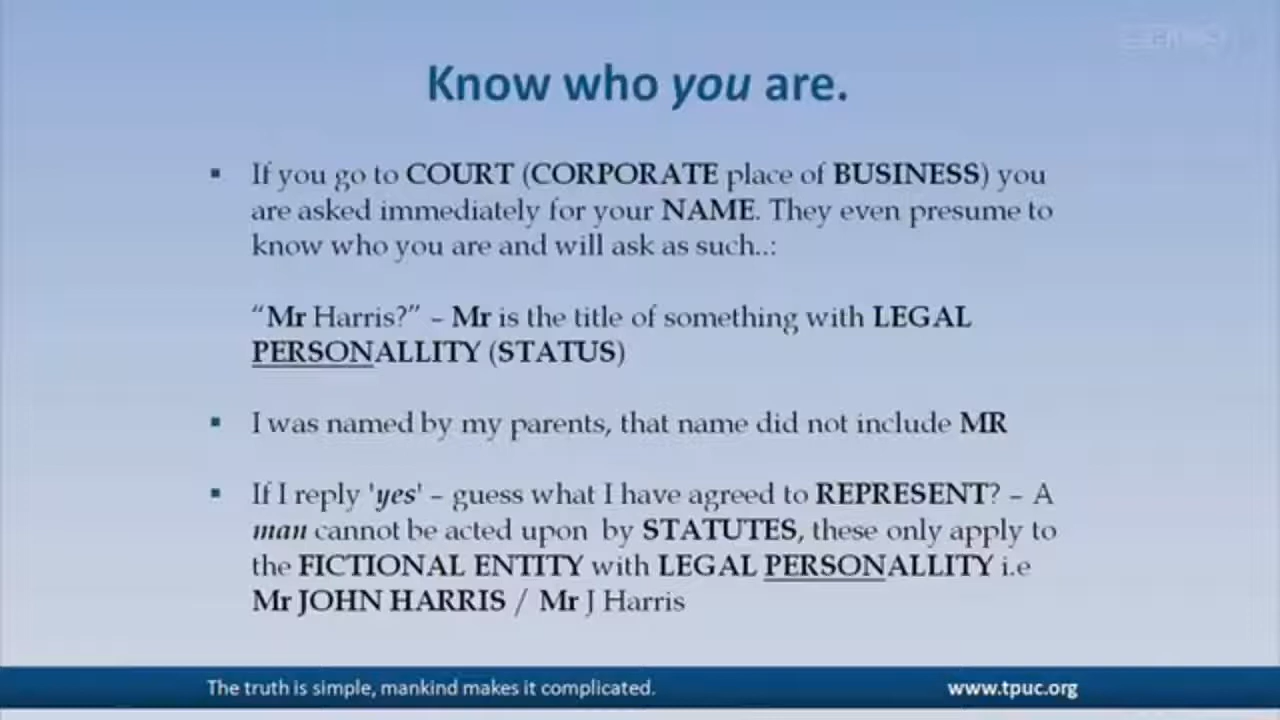 Know who you are.
▪ If you go to COURT (CORPORATE place of BUSINESS) you
are asked immediately for your NAME. They even presume to
know who you are and will ask as such..:
“Mr Harris?” – Mr is the title of something with LEGAL
PERSONALLITY (STATUS)
▪ I was named by my parents, that name did not include MR
▪ If I reply 'yes' – guess what I have agreed to REPRESENT? – A
man cannot be acted upon by STATUTES, these only apply to
the FICTIONAL ENTITY with LEGAL PERSONALLITY i.e
Mr JOHN HARRIS / Mr J Harris
The truth is simple, mankind makes it complicated.
www.tpuc.org